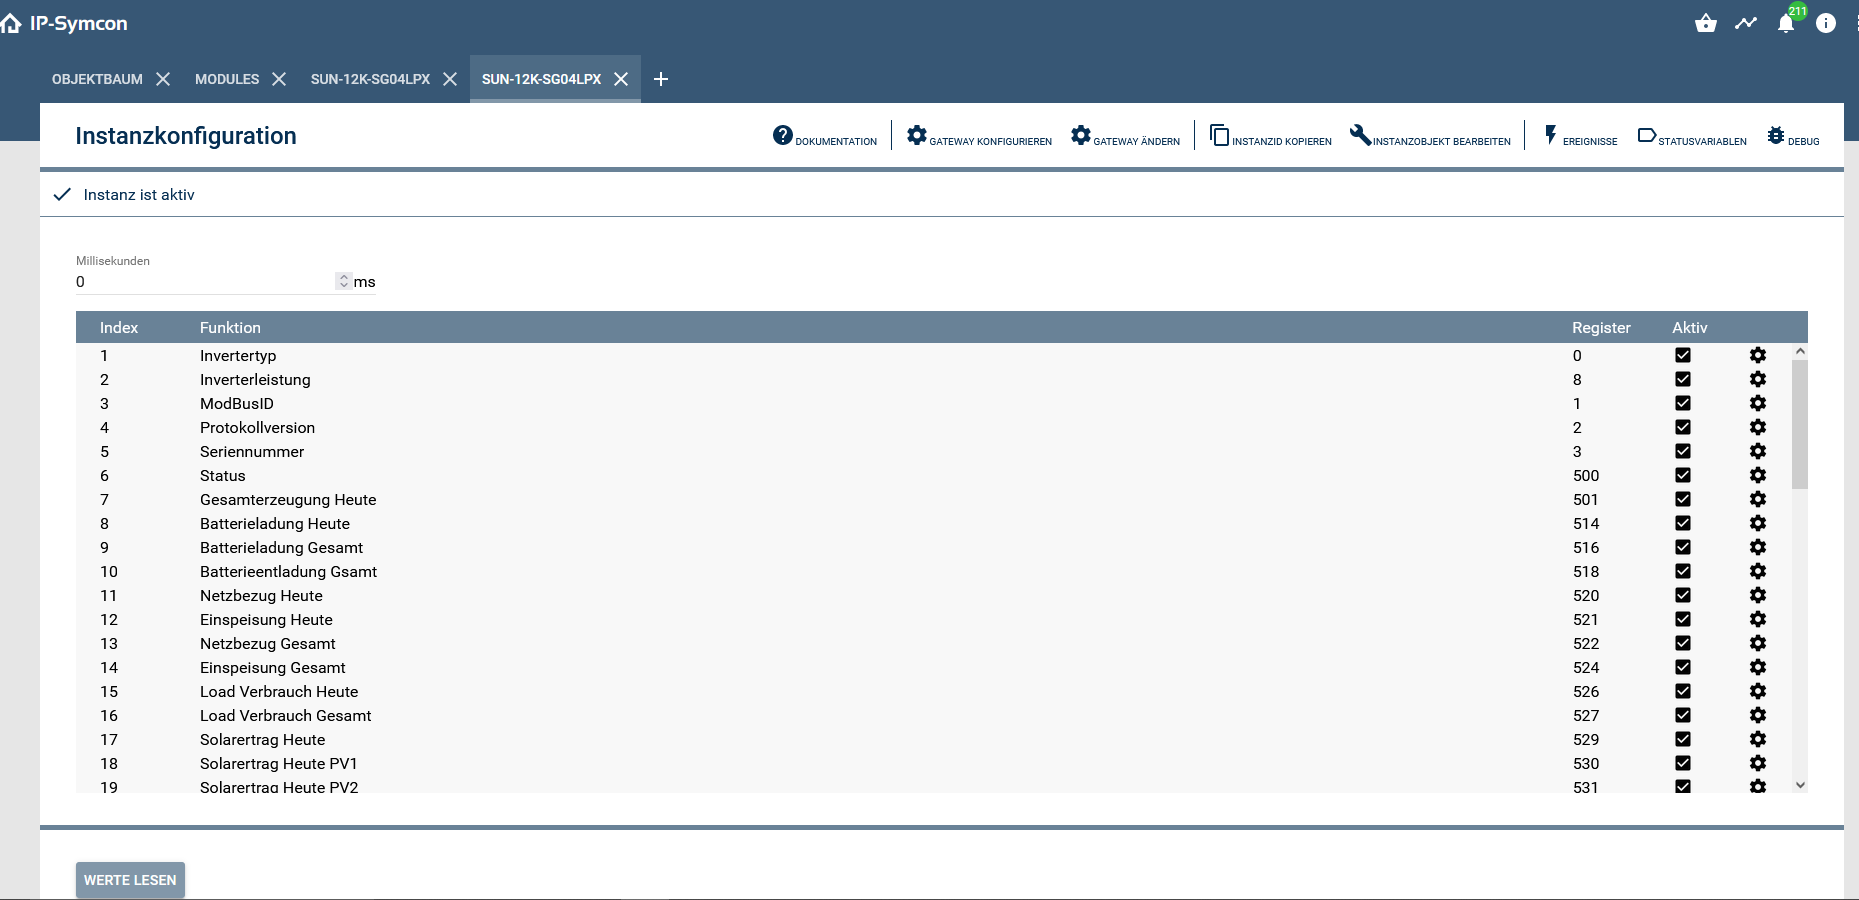 IP-Symcon
211
OBJEKTBAUM MODULES SUN-12K-SG04LPX SUN-12K-SG04LPX
Instanzkonfiguration
DOKUMENTATION GATEWAY KONFIGURIEREN GATEWAY ÄNDERN INSTANZID KOPIEREN INSTANZOBJEKT BEARBEITEN EREIGNISSE STATUSVARIABLEN DEBUG
Instanz ist aktiv
Millisekunden
0 ms
Index Funktion Register Aktiv
1 Invertertyp 0
2 Inverterleistung 8
3 ModBusID 1
4 Protokollversion 2
5 Seriennummer 3
6 Status 500
7 Gesamterzeugung Heute 501
8 Batterieladung Heute 514
9 Batterieladung Gesamt 516
10 Batterieentladung Gsamt 518
11 Netzbezug Heute 520
12 Einspeisung Heute 521
13 Netzbezug Gesamt 522
14 Einspeisung Gesamt 524
15 Load Verbrauch Heute 526
16 Load Verbrauch Gesamt 527
17 Solarertrag Heute 529
18 Solarertrag Heute PV1 530
19 Solarertrag Heute PV2 531
WERTE LESEN